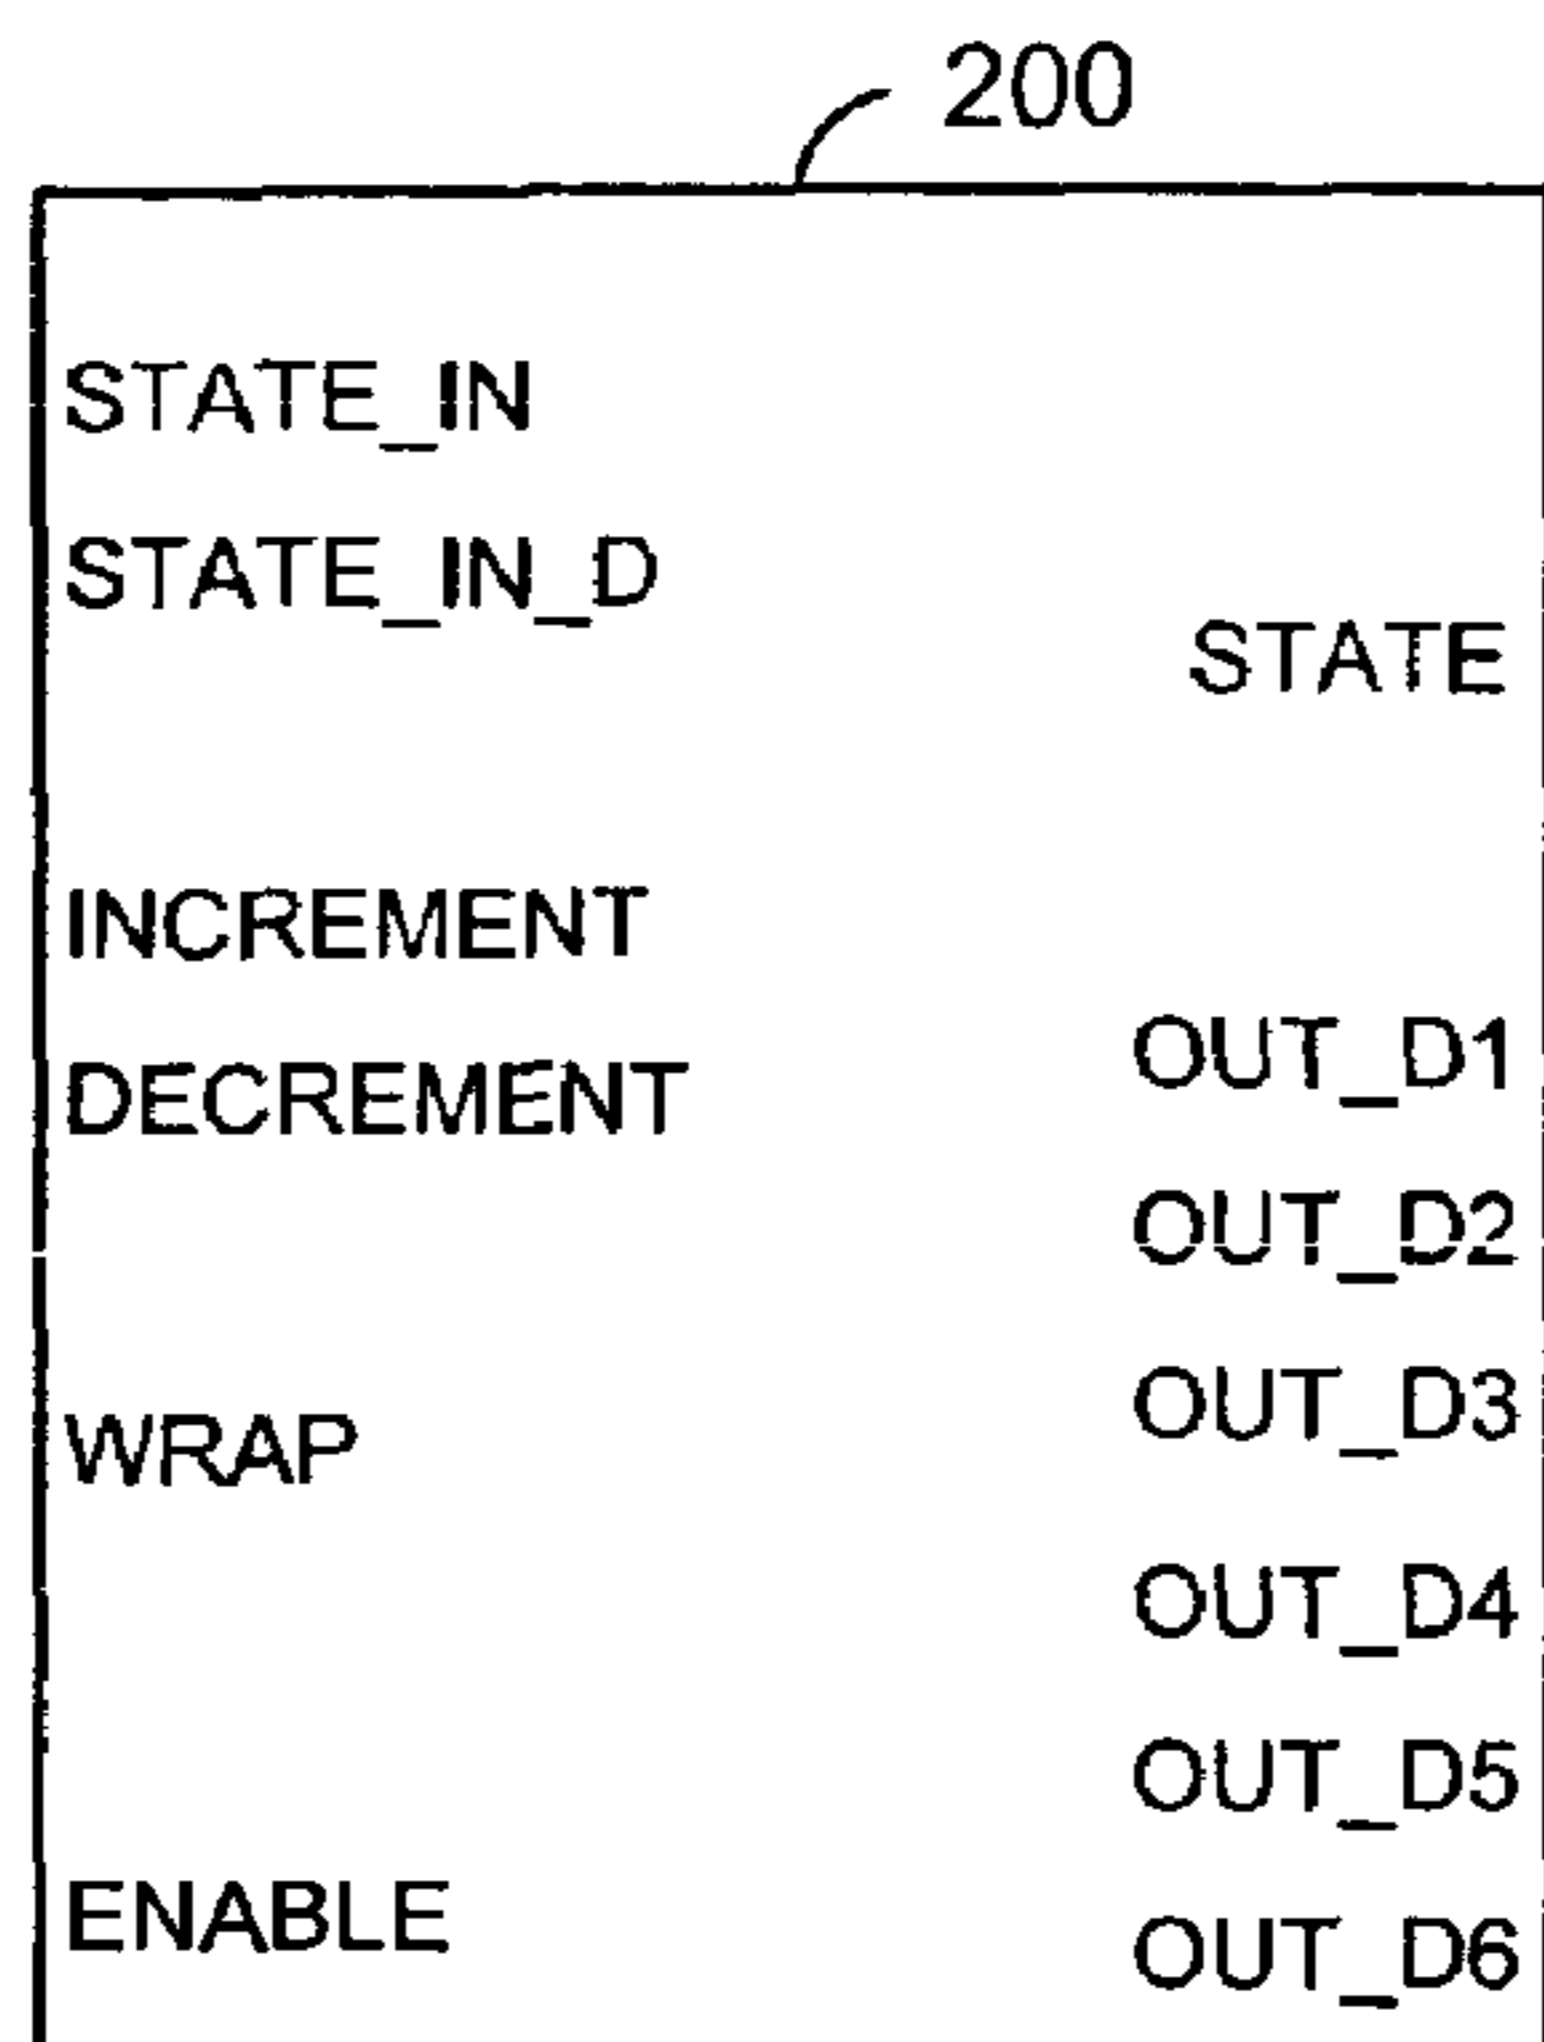 200
STATE_IN
STATE_IN_D
STATE
INCREMENT
DECREMENT
WRAP
ENABLE
OUT_D1
OUT_D2
OUT_D3
OUT_D4
OUT_D5
OUT_D6